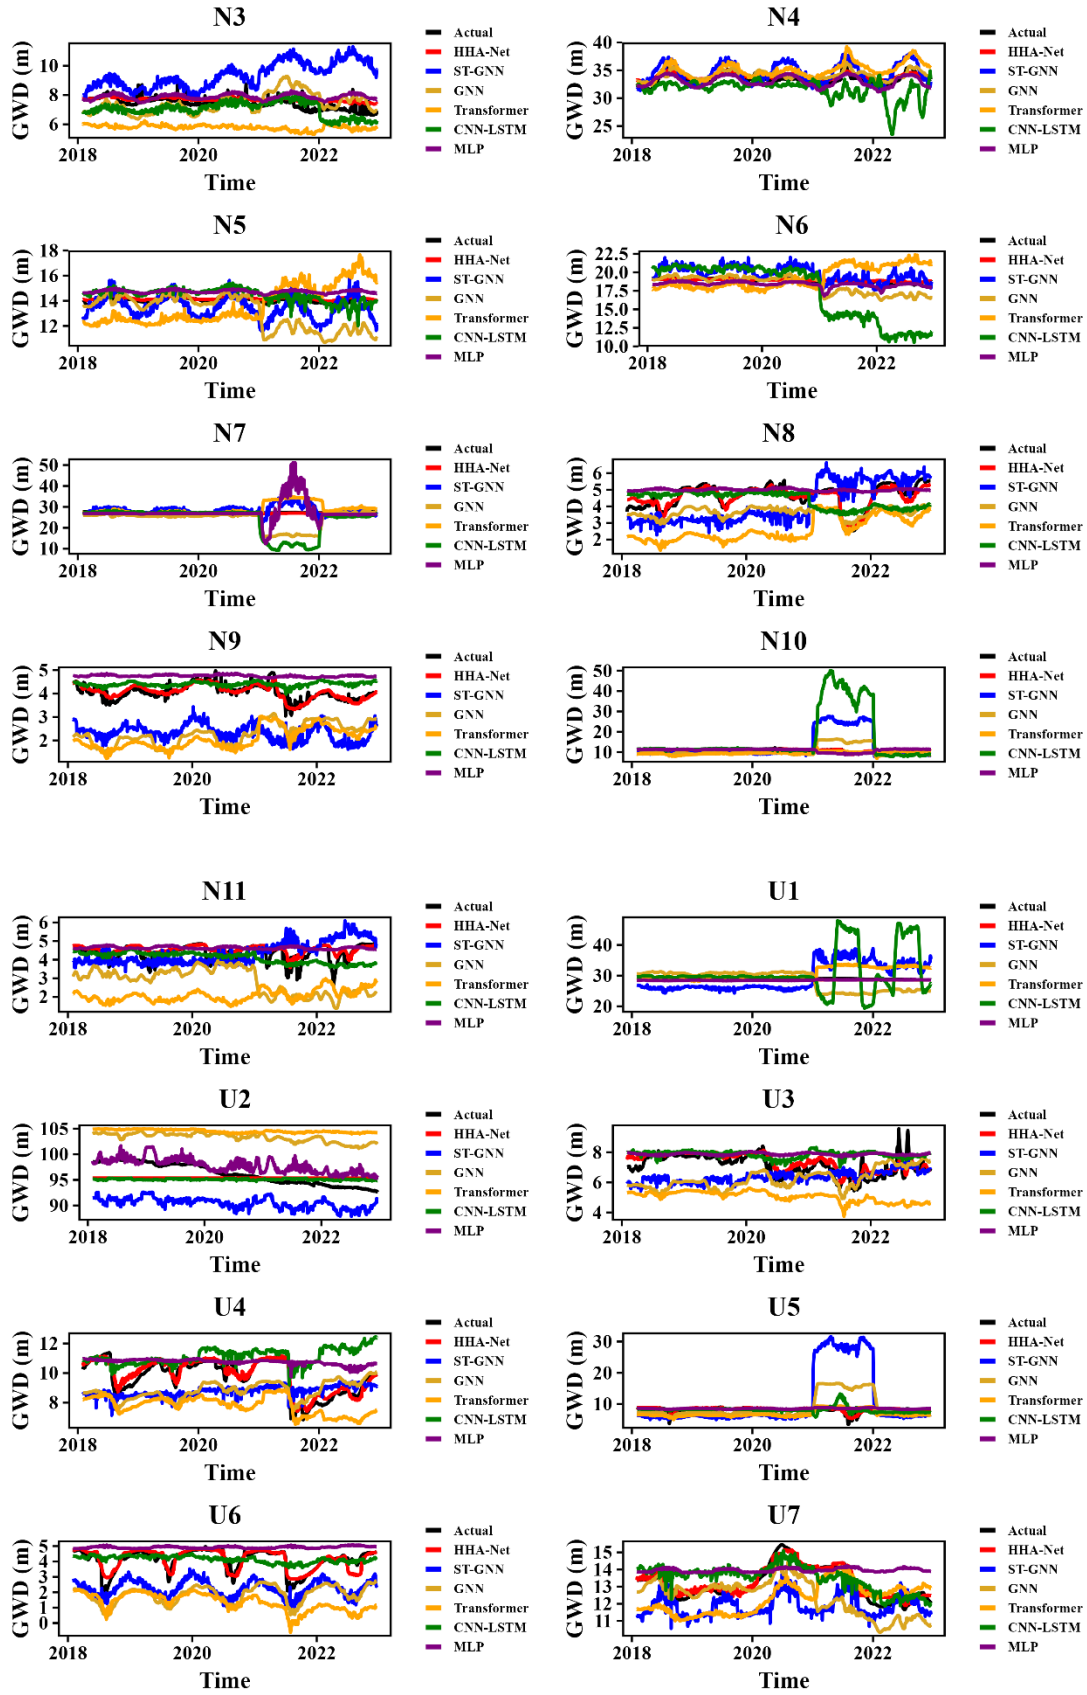 N3
GWD (m)
10
8
6
2018
2020
2022
Time
Actual
HHA-Net
ST-GNN
GNN
Transformer
CNN-LSTM
MLP
N4
GWD (m)
40
35
30
25
2018
2020
2022
Time
Actual
HHA-Net
ST-GNN
GNN
Transformer
CNN-LSTM
MLP
N5
GWD (m)
18
16
14
12
2018
2020
2022
Time
Actual
HHA-Net
ST-GNN
GNN
Transformer
CNN-LSTM
MLP
N6
GWD (m)
22.5
20.0
17.5
15.0
12.5
10.0
2018
2020
2022
Time
Actual
HHA-Net
ST-GNN
GNN
Transformer
CNN-LSTM
MLP
N7
GWD (m)
50
40
30
20
10
2018
2020
2022
Time
Actual
HHA-Net
ST-GNN
GNN
Transformer
CNN-LSTM
MLP
N8
GWD (m)
6
5
4
3
2
2018
2020
2022
Time
Actual
HHA-Net
ST-GNN
GNN
Transformer
CNN-LSTM
MLP
N9
GWD (m)
5
4
3
2
2018
2020
2022
Time
Actual
HHA-Net
ST-GNN
GNN
Transformer
CNN-LSTM
MLP
N10
GWD (m)
50
40
30
20
10
2018
2020
2022
Time
Actual
HHA-Net
ST-GNN
GNN
Transformer
CNN-LSTM
MLP
N11
GWD (m)
6
5
4
3
2
2018
2020
2022
Time
Actual
HHA-Net
ST-GNN
GNN
Transformer
CNN-LSTM
MLP
U1
GWD (m)
40
30
20
2018
2020
2022
Time
Actual
HHA-Net
ST-GNN
GNN
Transformer
CNN-LSTM
MLP
U2
GWD (m)
105
100
95
90
2018
2020
2022
Time
Actual
HHA-Net
ST-GNN
GNN
Transformer
CNN-LSTM
MLP
U3
GWD (m)
8
6
4
2018
2020
2022
Time
Actual
HHA-Net
ST-GNN
GNN
Transformer
CNN-LSTM
MLP
U4
GWD (m)
12
10
8
2018
2020
2022
Time
Actual
HHA-Net
ST-GNN
GNN
Transformer
CNN-LSTM
MLP
U5
GWD (m)
30
20
10
2018
2020
2022
Time
Actual
HHA-Net
ST-GNN
GNN
Transformer
CNN-LSTM
MLP
U6
GWD (m)
5
4
3
2
1
0
2018
2020
2022
Time
Actual
HHA-Net
ST-GNN
GNN
Transformer
CNN-LSTM
MLP
U7
GWD (m)
15
14
13
12
11
2018
2020
2022
Time
Actual
HHA-Net
ST-GNN
GNN
Transformer
CNN-LSTM
MLP